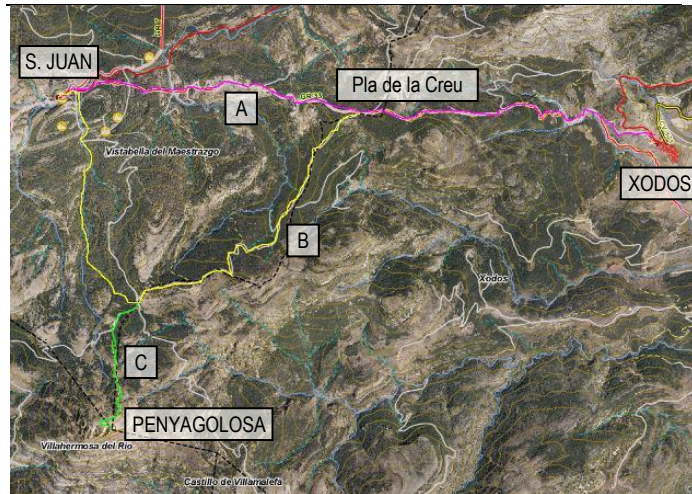 S. JUAN
Pla de la Creu
GR 33
A
Vistabella del Maestrazgo
XODOS
B
Xodos
C
PENYAGOLOSA
Villahermosa del Río
Castillo de Villamalefa